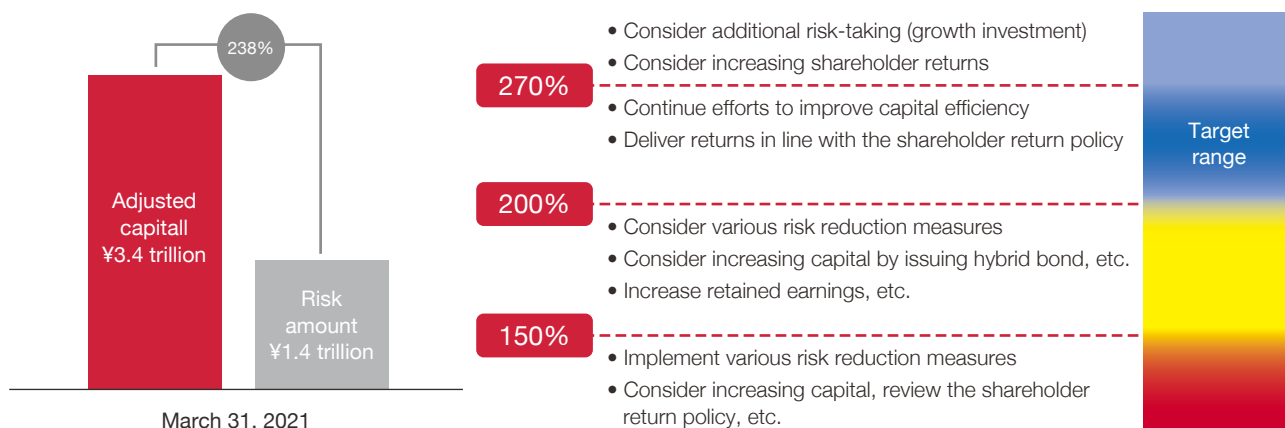 238%
Adjusted
capitall
¥3.4 trillion
Risk
amount
¥1.4 trillion
March 31, 2021
• Consider additional risk-taking (growth investment)
• Consider increasing shareholder returns
270%
• Continue efforts to improve capital efficiency
• Deliver returns in line with the shareholder return policy
200%
• Consider various risk reduction measures
• Consider increasing capital by issuing hybrid bond, etc.
• Increase retained earnings, etc.
150%
• Implement various risk reduction measures
• Consider increasing capital, review the shareholder
return policy, etc.
Target
range